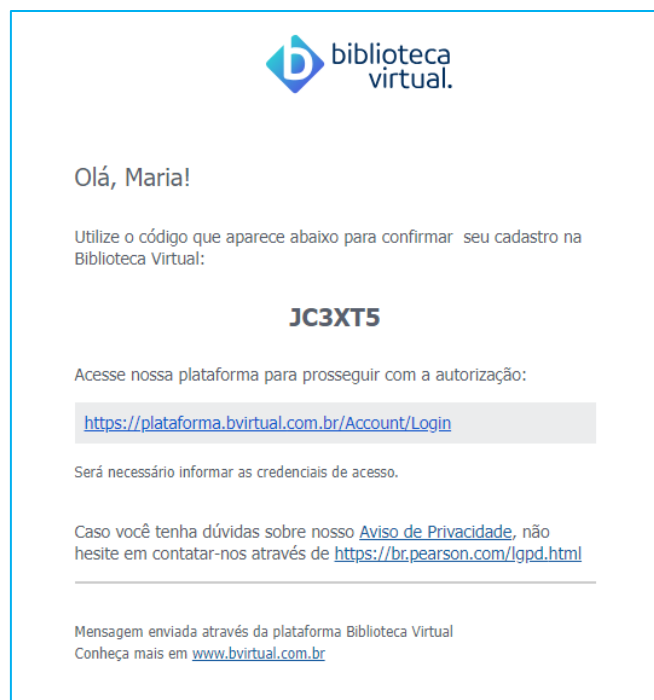 biblioteca
virtual.
Olá, Maria!
Utilize o código que aparece abaixo para confirmar  seu cadastro na
Biblioteca Virtual:
JC3XT5
Acesse nossa plataforma para prosseguir com a autorização:
https://plataforma.bvirtual.com.br/Account/Login
Será necessário informar as credenciais de acesso.
Caso você tenha dúvidas sobre nosso Aviso de Privacidade, não
hesite em contatar-nos através de https://br.pearson.com/lgpd.html
Mensagem enviada através da plataforma Biblioteca Virtual
Conheça mais em www.bvirtual.com.br